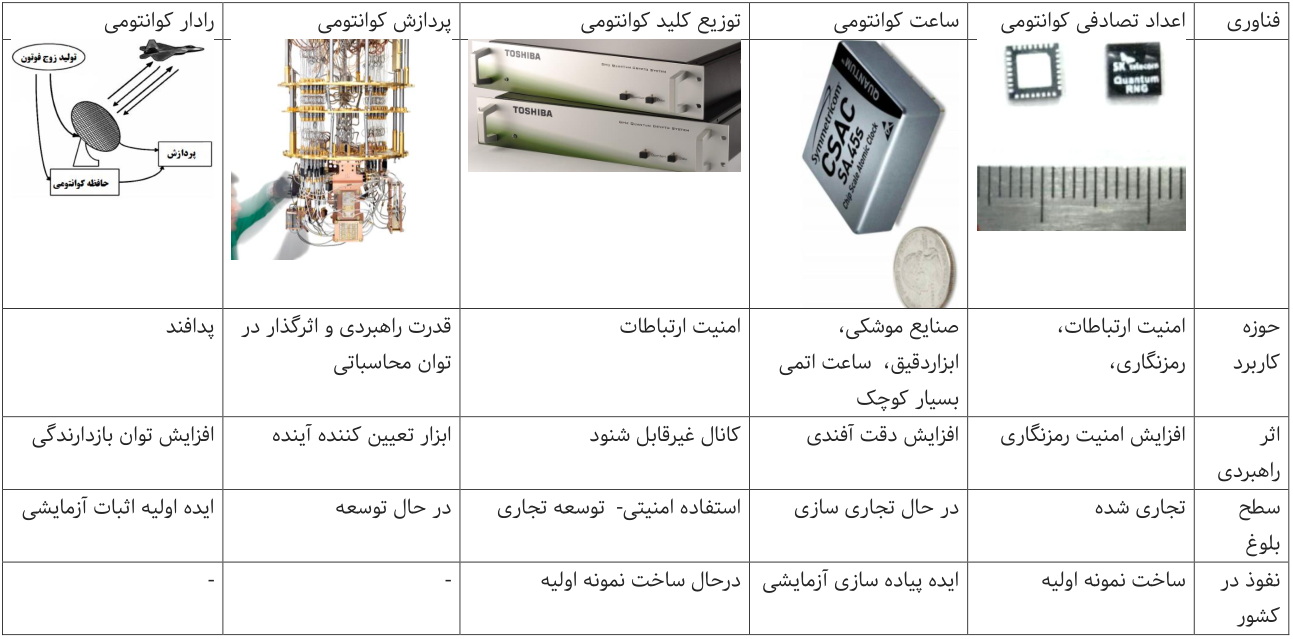 فناوری
اعداد تصادفی کوانتومی
ساعت کوانتومی
توزیع کلید کوانتومی
پردازش کوانتومی
رادار کوانتومی
SK Telecom
Quantum
RNG
QUANTUM
Symmetricom
CSAC
SA.45s
Chip Scale Atomic Clock
TOSHIBA
TOSHIBA
تولید زوج فوتون
پردازش
حافظه کوانتومی
حوزه
کاربرد
امنیت ارتباطات،
رمزنگاری،
صنایع موشکی،
ابزاردقیق، ساعت اتمی
بسیار کوچک
امنیت ارتباطات
قدرت راهبردی و اثرگذار در
توان محاسباتی
پدافند
اثر
راهبردی
افزایش امنیت رمزنگاری
افزایش دقت آفندی
کانال غیرقابل شنود
ابزار تعیین کننده آینده
افزایش توان بازدارندگی
سطح
بلوغ
تجاری شده
در حال تجاری سازی
استفاده امنیتی- توسعه تجاری
در حال توسعه
ایده اولیه اثبات آزمایشی
نفوذ در
کشور
ساخت نمونه اولیه
ایده پیاده سازی آزمایشی
درحال ساخت نمونه اولیه
-
-